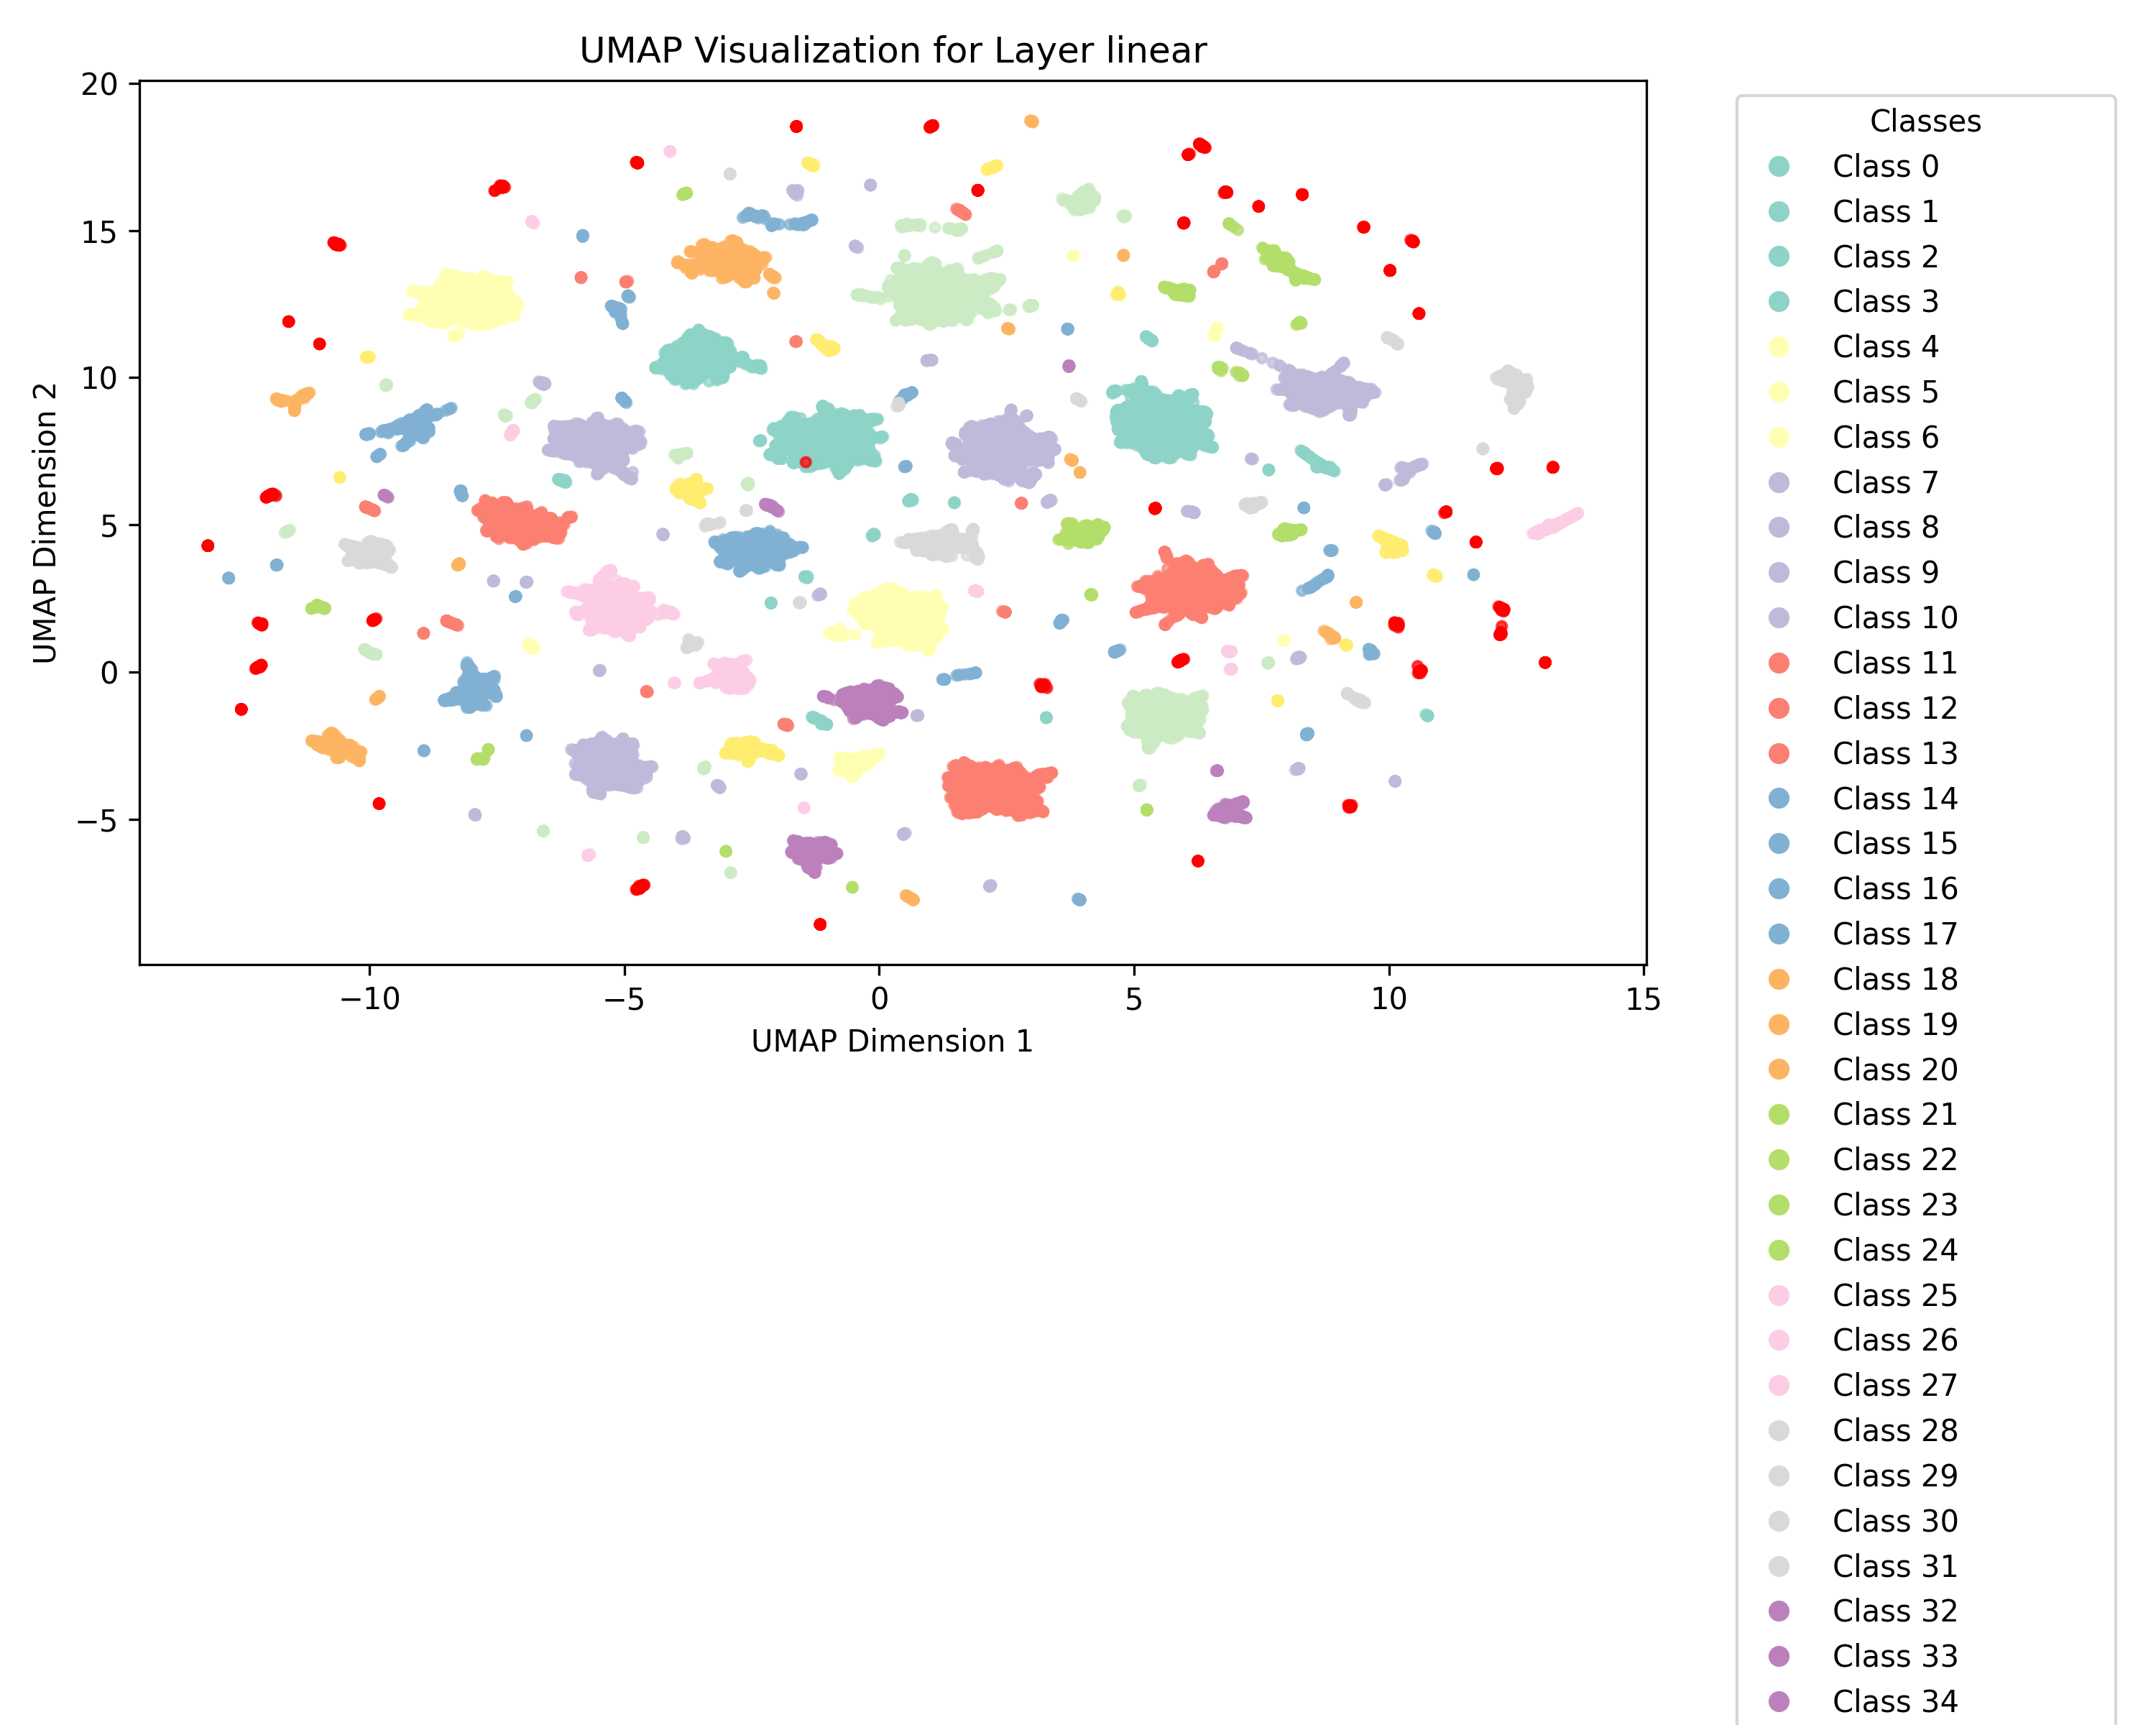 UMAP Visualization for Layer linear
20
15
10
5
0
−5
UMAP Dimension 2
−10
−5
0
5
10
15
UMAP Dimension 1
Classes
Class 0
Class 1
Class 2
Class 3
Class 4
Class 5
Class 6
Class 7
Class 8
Class 9
Class 10
Class 11
Class 12
Class 13
Class 14
Class 15
Class 16
Class 17
Class 18
Class 19
Class 20
Class 21
Class 22
Class 23
Class 24
Class 25
Class 26
Class 27
Class 28
Class 29
Class 30
Class 31
Class 32
Class 33
Class 34